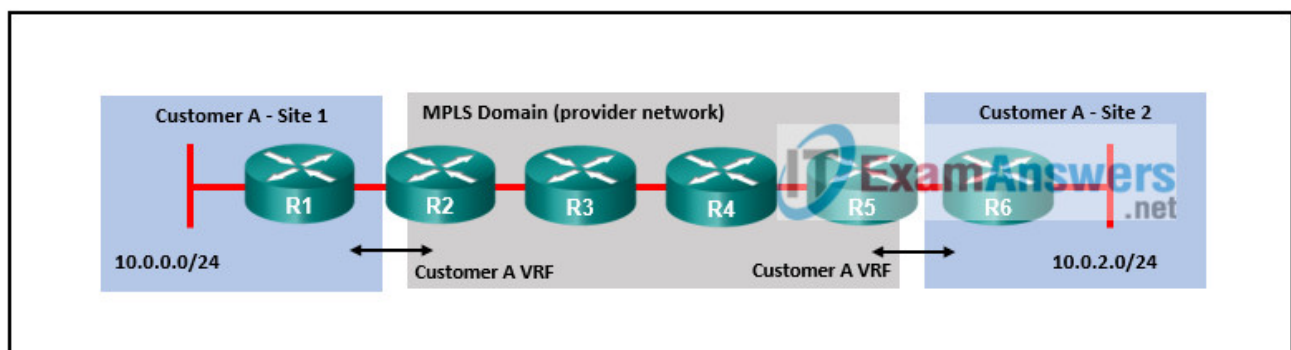 Customer A - Site 1
MPLS Domain (provider network)
Customer A - Site 2
ITExamAnswers
.net
R1
R2
R3
R4
R5
R6
10.0.0.0/24
Customer A VRF
Customer A VRF
10.0.2.0/24